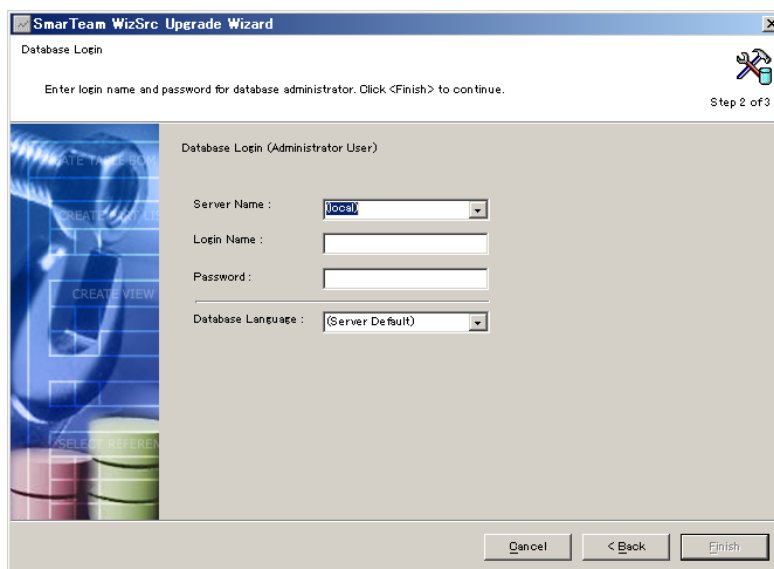 SmarTeam WizSrc Upgrade Wizard
Database Login
Enter login name and password for database administrator. Click <Finish> to continue.
Step 2 of 3
Database Login (Administrator User)
Server Name : (local)
Login Name :
Password :
Database Language : (Server Default)
CREATE VIEW
Cancel < Back Finish